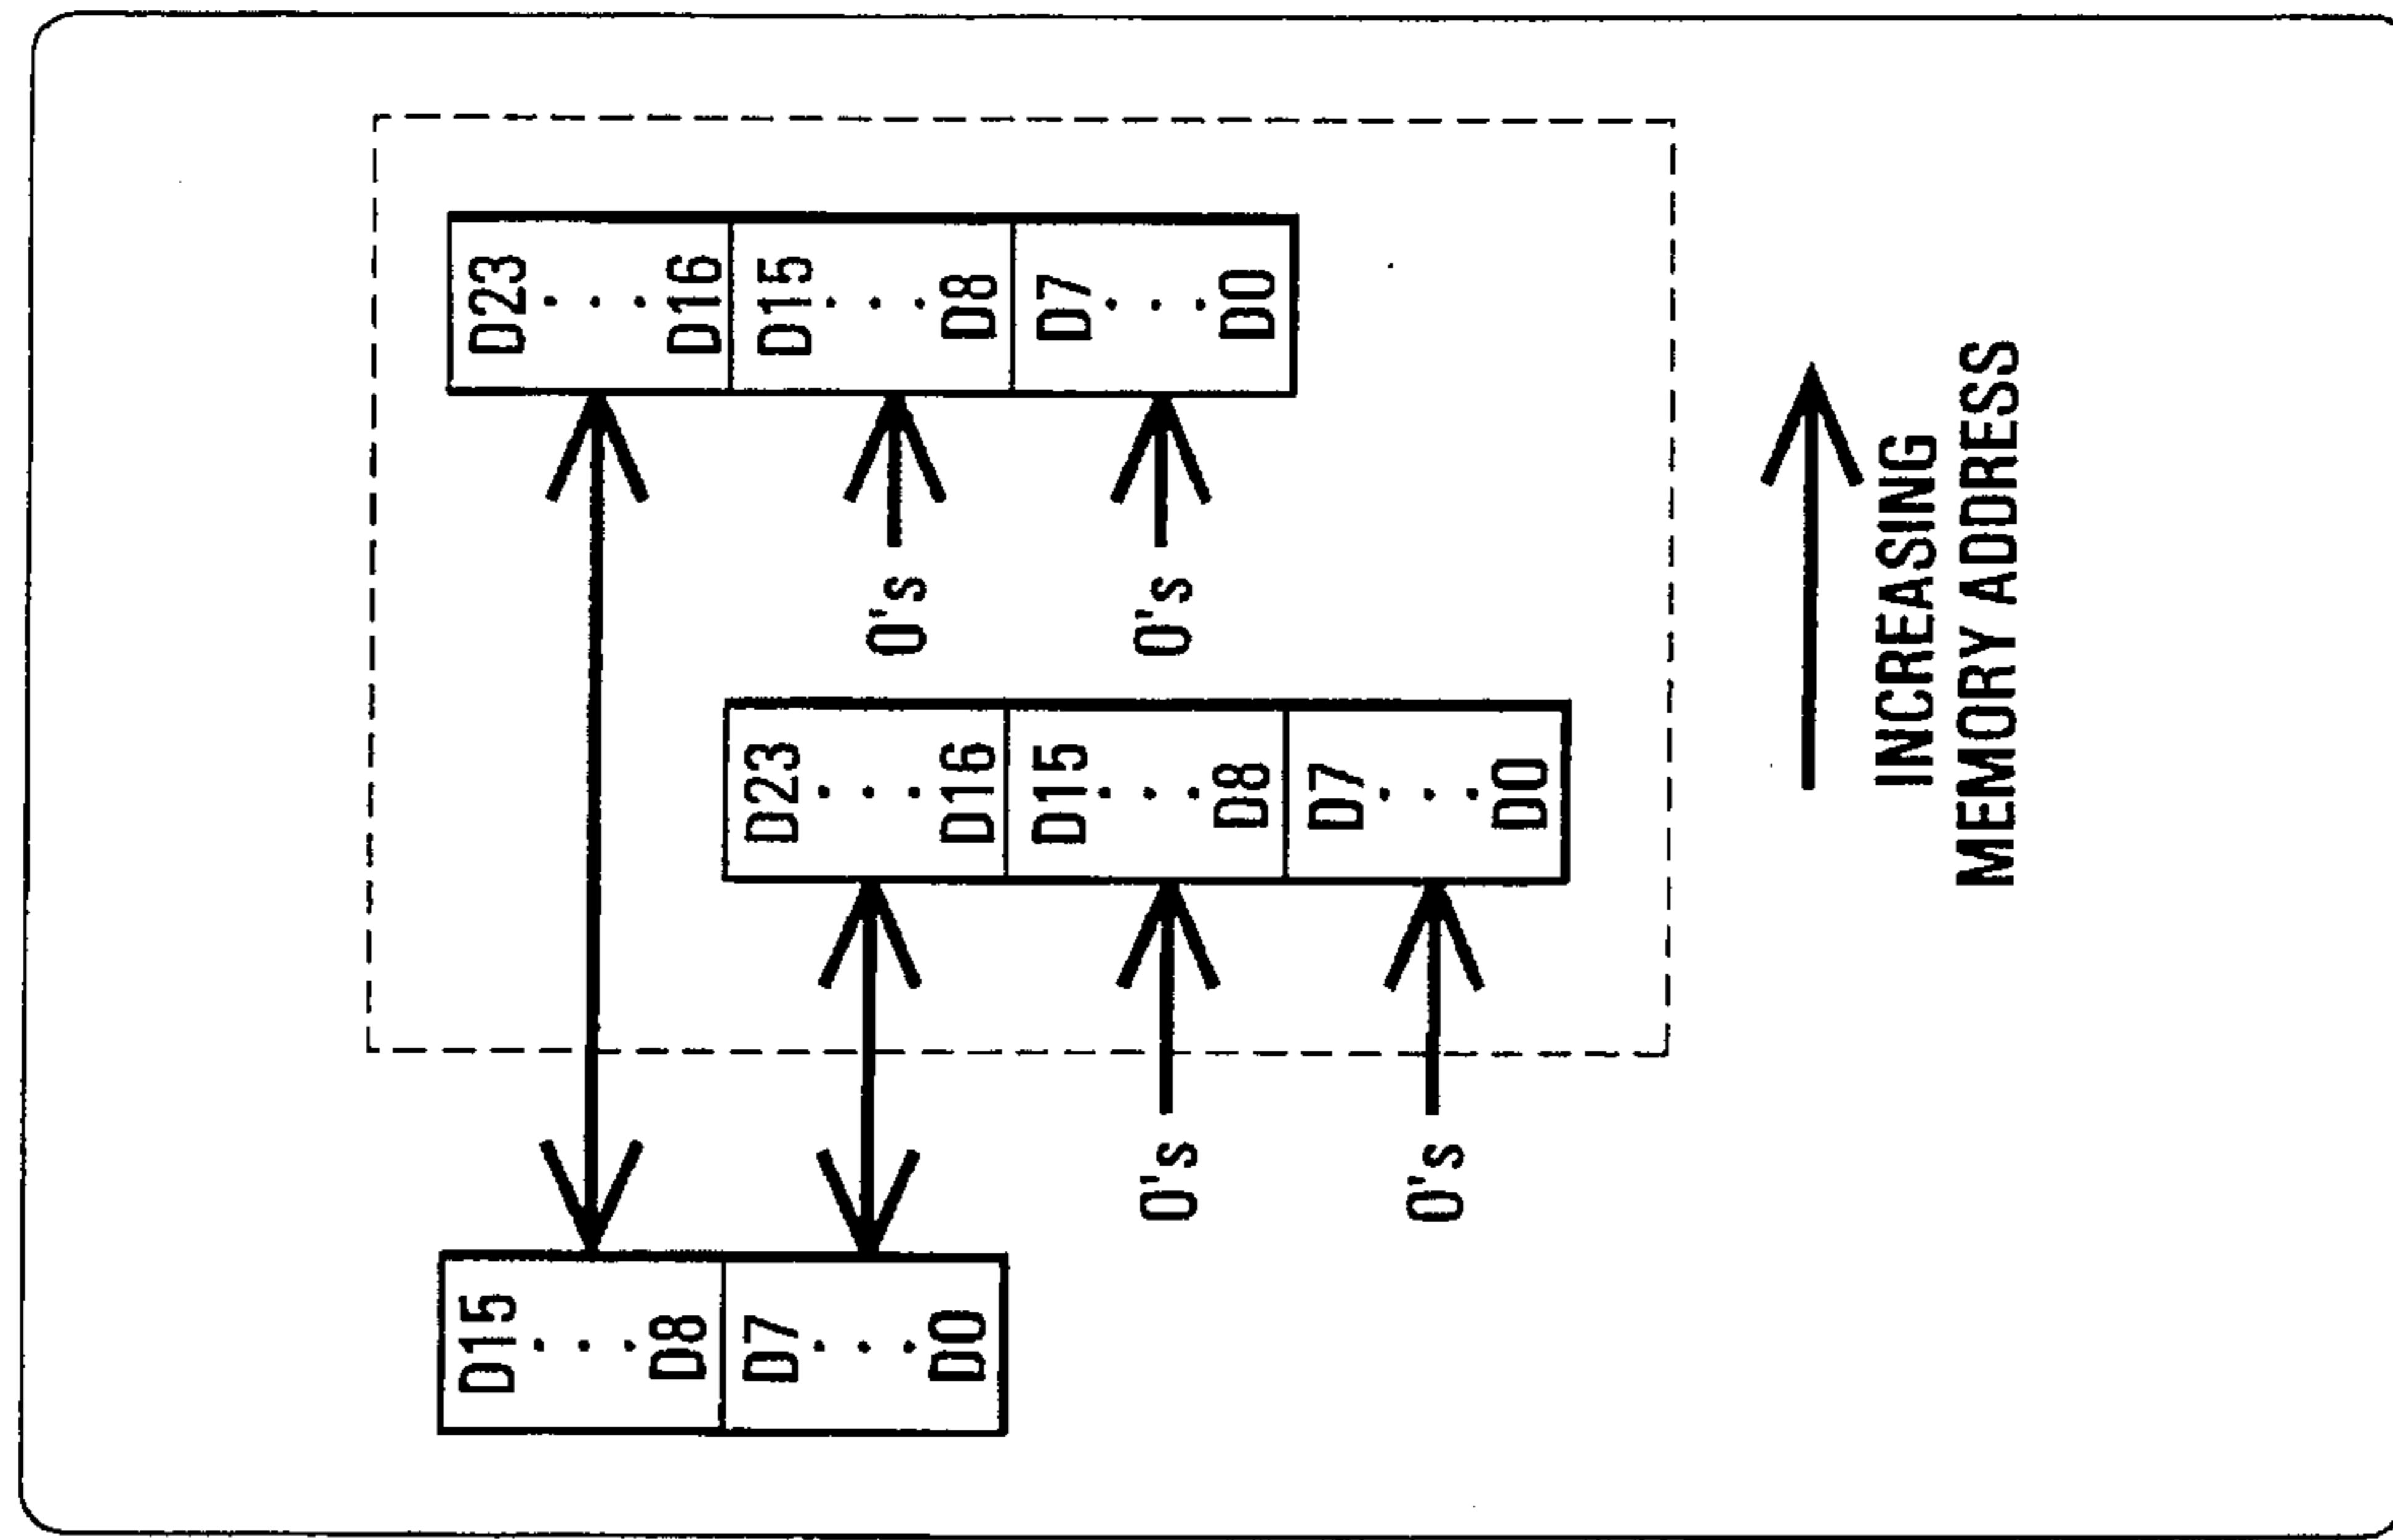 D15
...
D8
D7
...
D0
0's
0's
D23
...
D16
D15
...
D8
D7
...
D0
0's
0's
D23
...
D16
D15
...
D8
D7
...
D0
INCREASING
MEMORY ADDRESS